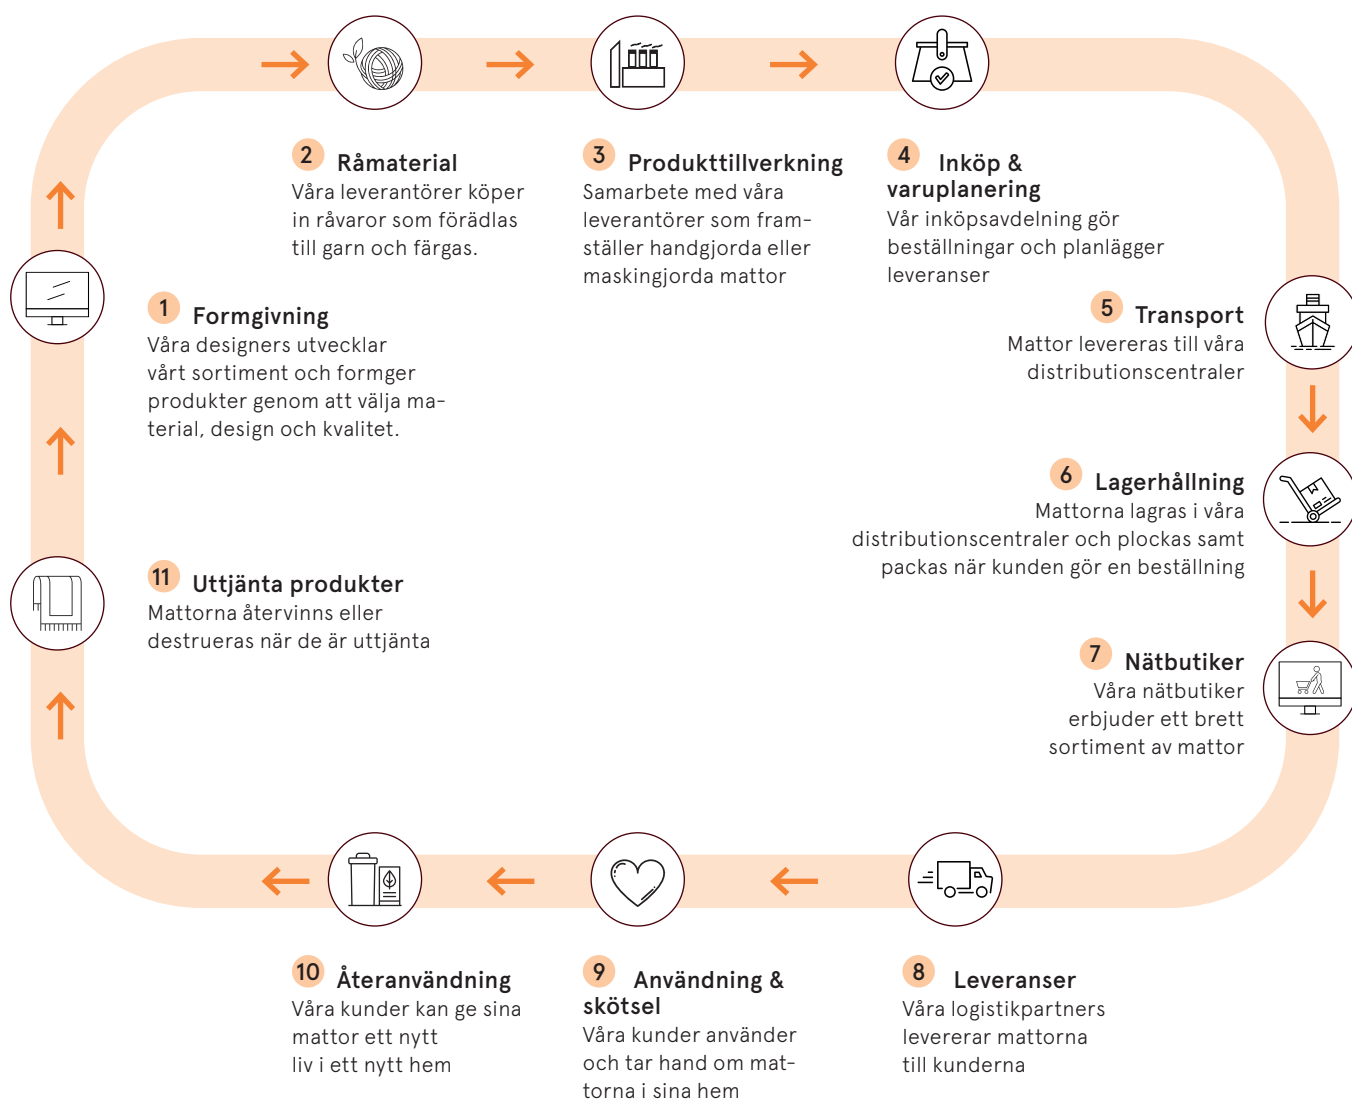 1 Formgivning
Våra designers utvecklar
vårt sortiment och formger
produkter genom att välja ma-
terial, design och kvalitet.
2 Råmaterial
Våra leverantörer köper
in råvaror som förädlas
till garn och färgas.
3 Produkttillverkning
Samarbete med våra
leverantörer som fram-
ställer handgjorda eller
maskingjorda mattor
4 Inköp &
varuplanering
Vår inköpsavdelning gör
beställningar och planlägger
leveranser
5 Transport
Mattor levereras till våra
distributionscentraler
6 Lagerhållning
Mattorna lagras i våra
distributionscentraler och plockas samt
packas när kunden gör en beställning
7 Nätbutiker
Våra nätbutiker
erbjuder ett brett
sortiment av mattor
8 Leveranser
Våra logistikpartners
levererar mattorna
till kunderna
9 Användning &
skötsel
Våra kunder använder
och tar hand om mat-
torna i sina hem
10 Återanvändning
Våra kunder kan ge sina
mattor ett nytt
liv i ett nytt hem
11 Uttjänta produkter
Mattorna återvinns eller
destrueras när de är uttjänta